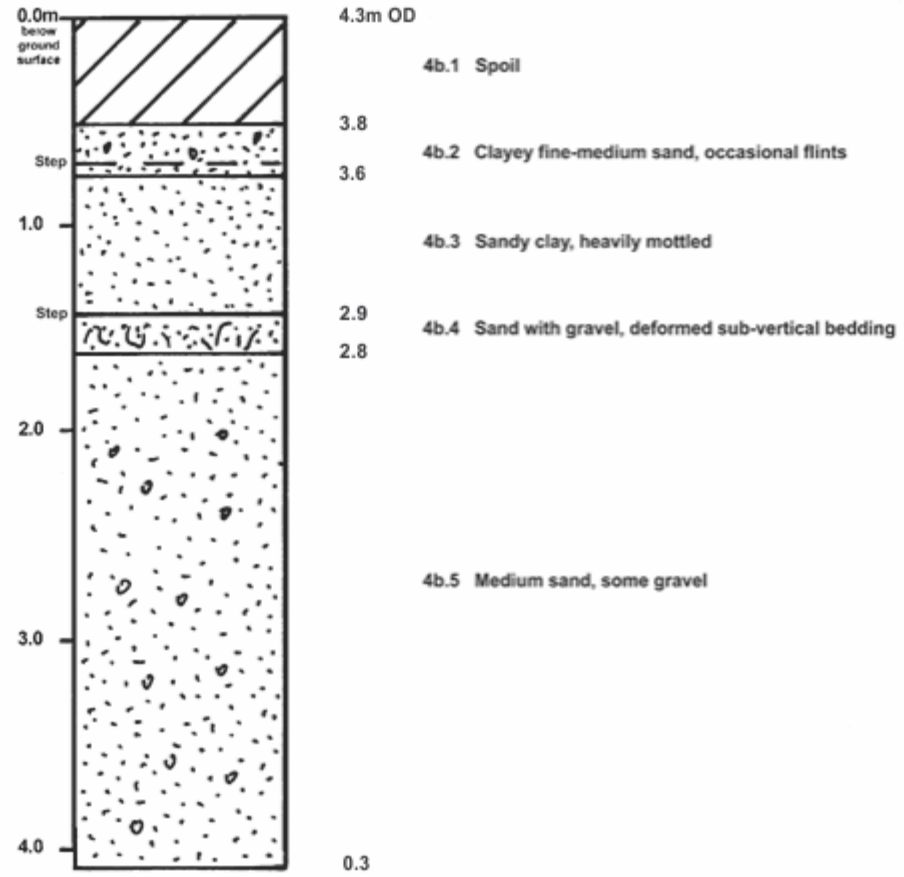 0.0m
below
ground
surface
4.3m OD
4b.1 Spoil
3.8
4b.2 Clayey fine-medium sand, occasional flints
Step
3.6
1.0
4b.3 Sandy clay, heavily mottled
Step
2.9
4b.4 Sand with gravel, deformed sub-vertical bedding
2.8
2.0
4b.5 Medium sand, some gravel
3.0
4.0
0.3